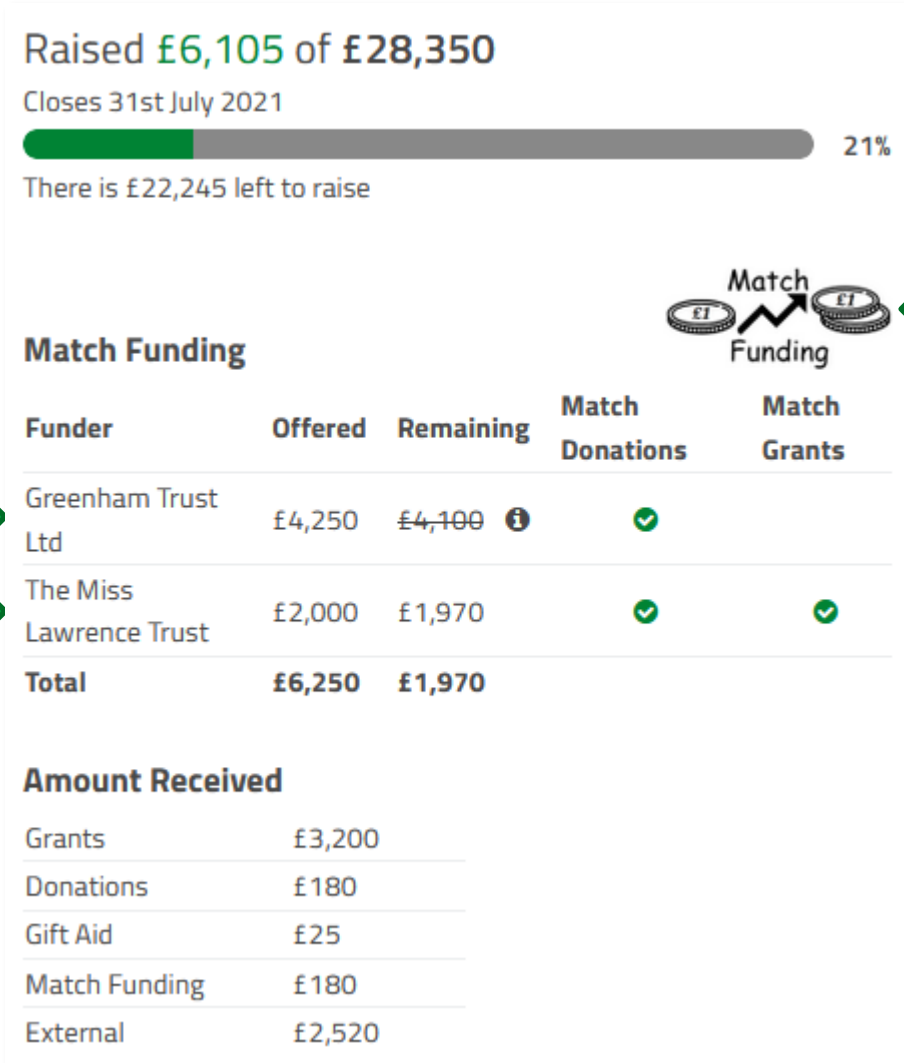 Raised £6,105 of £28,350
Closes 31st July 2021
21%
There is £22,245 left to raise
Match
£1 £1
Funding
Match Funding
Funder Offered Remaining Match Donations Match Grants
Greenham Trust Ltd £4,250 £4,100
The Miss Lawrence Trust £2,000 £1,970
Total £6,250 £1,970
Amount Received
Grants £3,200
Donations £180
Gift Aid £25
Match Funding £180
External £2,520